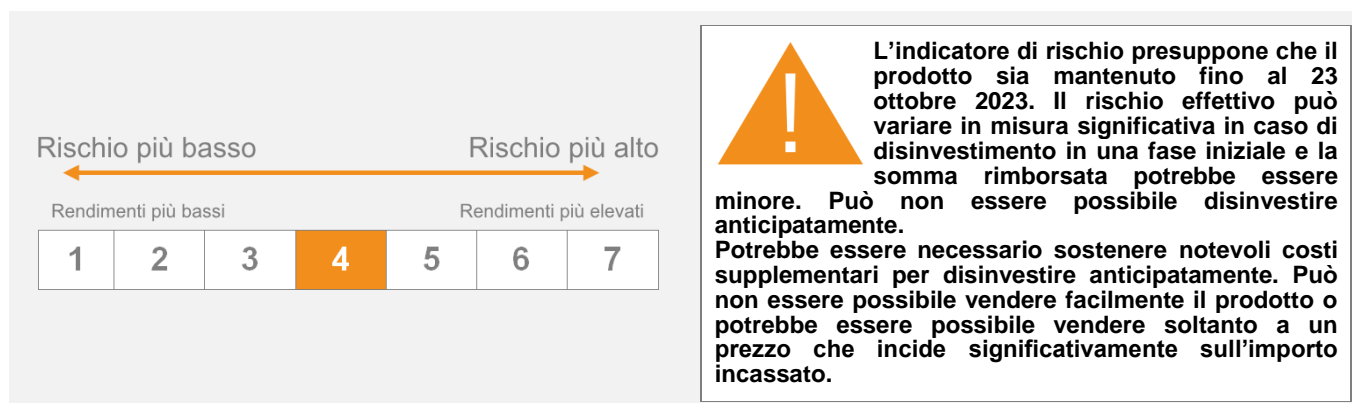 Rischio più basso Rischio più alto
Rendimenti più bassi Rendimenti più elevati
1 2 3 4 5 6 7
!
L’indicatore di rischio presuppone che il
prodotto sia mantenuto fino al 23
ottobre 2023. Il rischio effettivo può
variare in misura significativa in caso di
disinvestimento in una fase iniziale e la
somma rimborsata potrebbe essere
minore. Può non essere possibile disinvestire
anticipatamente.
Potrebbe essere necessario sostenere notevoli costi
supplementari per disinvestire anticipatamente. Può
non essere possibile vendere facilmente il prodotto o
potrebbe essere possibile vendere soltanto a un
prezzo che incide significativamente sull’importo
incassato.